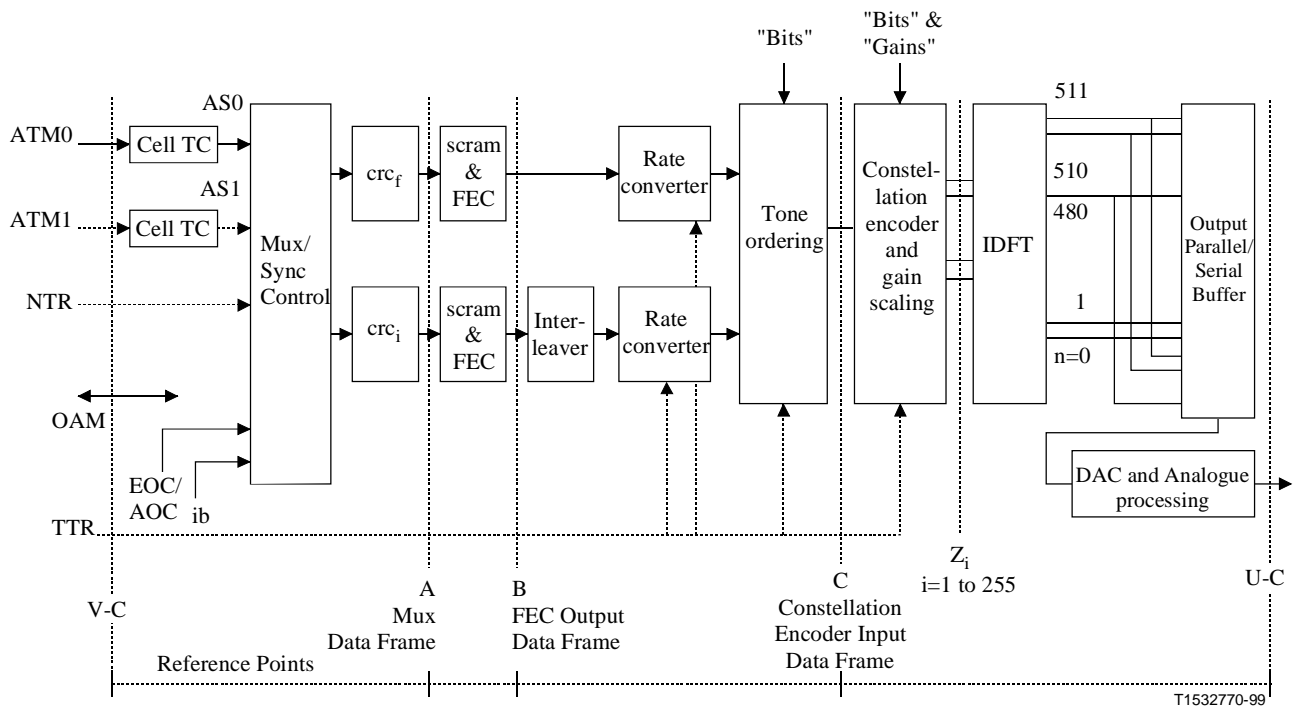 "Bits"
"Bits" &
"Gains"
AS0
511
ATM0
Cell TC
scram
& 
FEC
crcf
Rate
converter
Constel-
lation
encoder
and
gain
scaling
510
AS1
480
ATM1
Cell TC
Mux/
Sync
Control
Tone
ordering
IDFT
Output
Parallel/
Serial
Buffer
NTR
crci
scram
&
FEC
Inter-
leaver
Rate
converter
1
n=0
OAM
EOC/
AOC
ib
DAC and Analogue
processing
TTR
V-C
A
Mux
Data Frame
B
FEC Output
Data Frame
C
Constellation
Encoder Input
Data Frame
Zi
i=1 to 255
U-C
Reference Points
T1532770-99